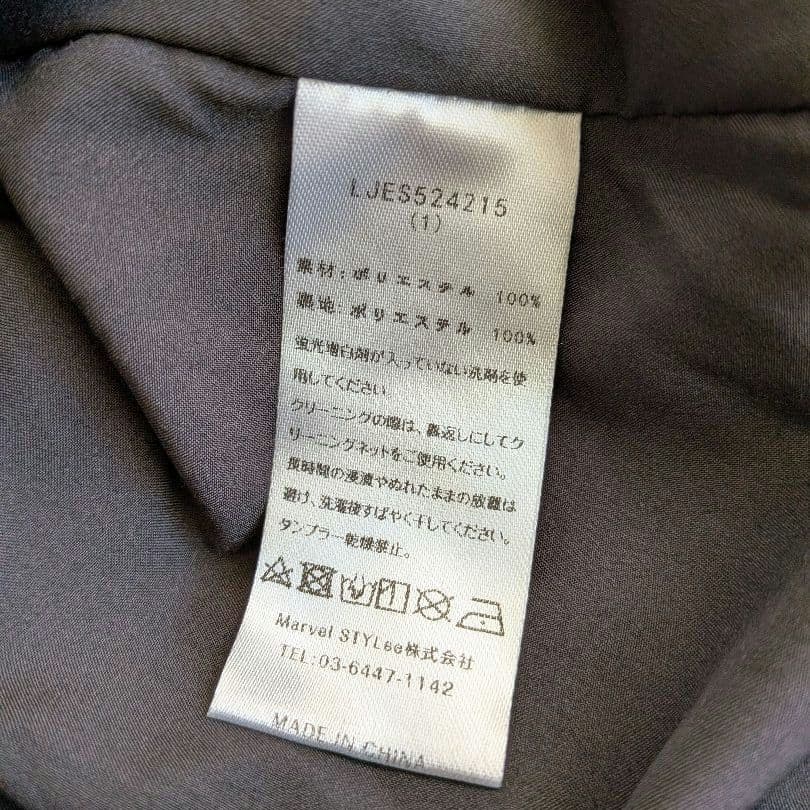 LJES524215
(1)
素材:ポリエステル 100%
裏地:ポリエステル 100%
蛍光増白剤が入っていない洗剤を使
用してください
クリーニングの際は、裏返しにしてク
リーニングネットをご使用ください。
長時間の浸漬やぬれたままの放置は
避け、洗濯後すばやく干してください。
タンブラー乾燥禁止。
Marvel STYLee株式会社
TEL:03-6447-1142
MADE IN CHINA